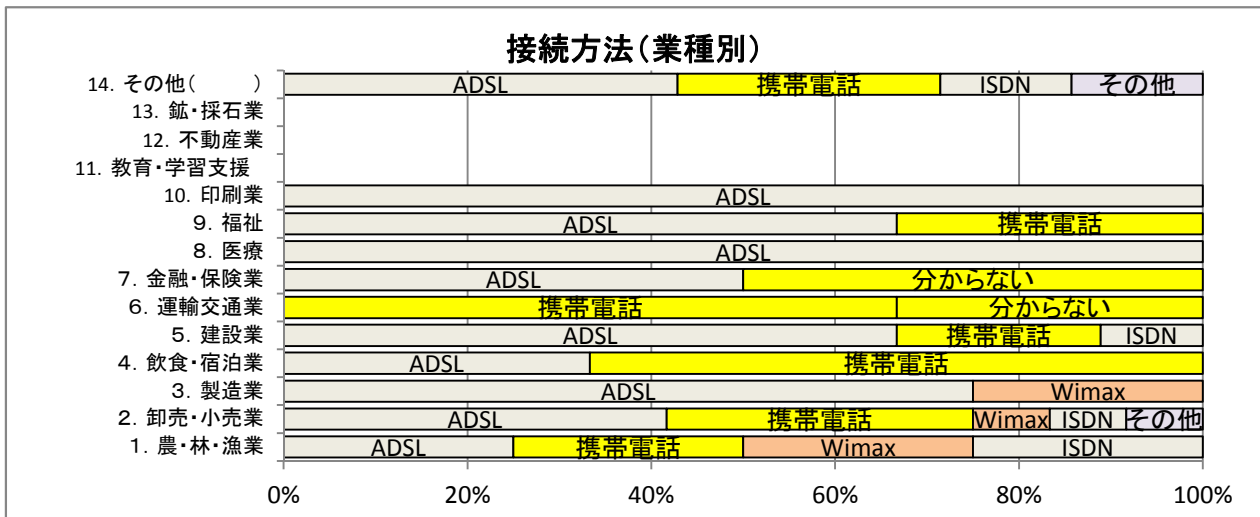 接続方法(業種別)
14. その他(　　　) ADSL 携帯電話 ISDN その他
13. 鉱・採石業
12. 不動産業
11. 教育・学習支援
10. 印刷業 ADSL
9. 福祉 ADSL 携帯電話
8. 医療 ADSL
7. 金融・保険業 ADSL 分からない
6. 運輸交通業 携帯電話 分からない
5. 建設業 ADSL 携帯電話 ISDN
4. 飲食・宿泊業 ADSL 携帯電話
3. 製造業 ADSL Wimax
2. 卸売・小売業 ADSL 携帯電話 Wimax ISDN その他
1. 農・林・漁業 ADSL 携帯電話 Wimax ISDN
0% 20% 40% 60% 80% 100%